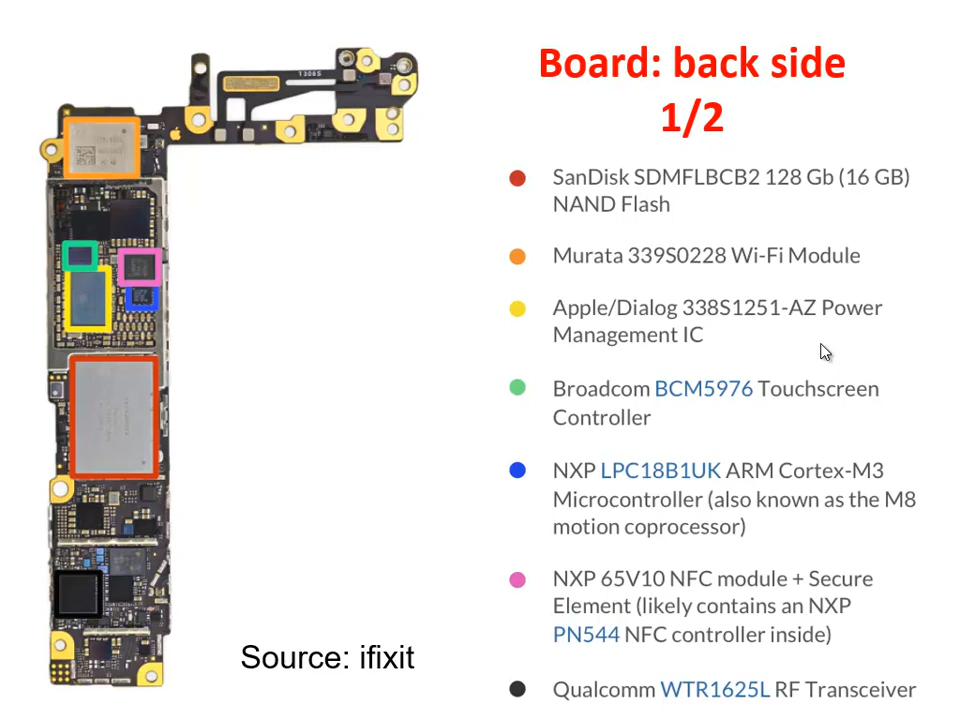 Board: back side
1/2
SanDisk SDMFLBCB2 128 Gb (16 GB)
NAND Flash
Murata 339S0228 Wi-Fi Module
Apple/Dialog 338S1251-AZ Power
Management IC
Broadcom BCM5976 Touchscreen
Controller
NXP LPC18B1UK ARM Cortex-M3
Microcontroller (also known as the M8
motion coprocessor)
NXP 65V10 NFC module + Secure
Element (likely contains an NXP
PN544 NFC controller inside)
Qualcomm WTR1625L RF Transceiver
Source: ifixit